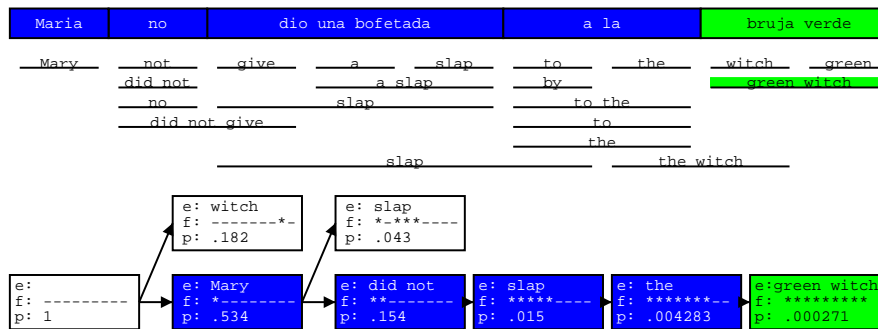 Maria no dio una bofetada a la bruja verde
Mary not give a slap to the witch green
did not a slap by green witch
no slap to the
did not give to
the
slap the witch
e: witch e: slap
f: -------*- f: *-***----
p: .182 p: .043
e: e: Mary e: did not e: slap e: the e:green witch
f: --------- f: *-------- f: **------- f: *****---- f: *******-- f: *********
p: 1 p: .534 p: .154 p: .015 p: .004283 p: .000271